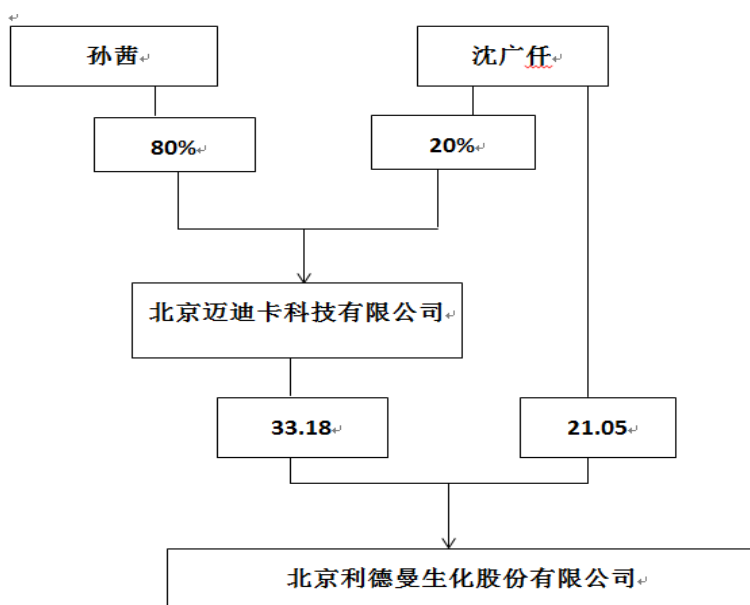 孙茜
沈广仟
80%
20%
北京迈迪卡科技有限公司
33.18
21.05
北京利德曼生化股份有限公司